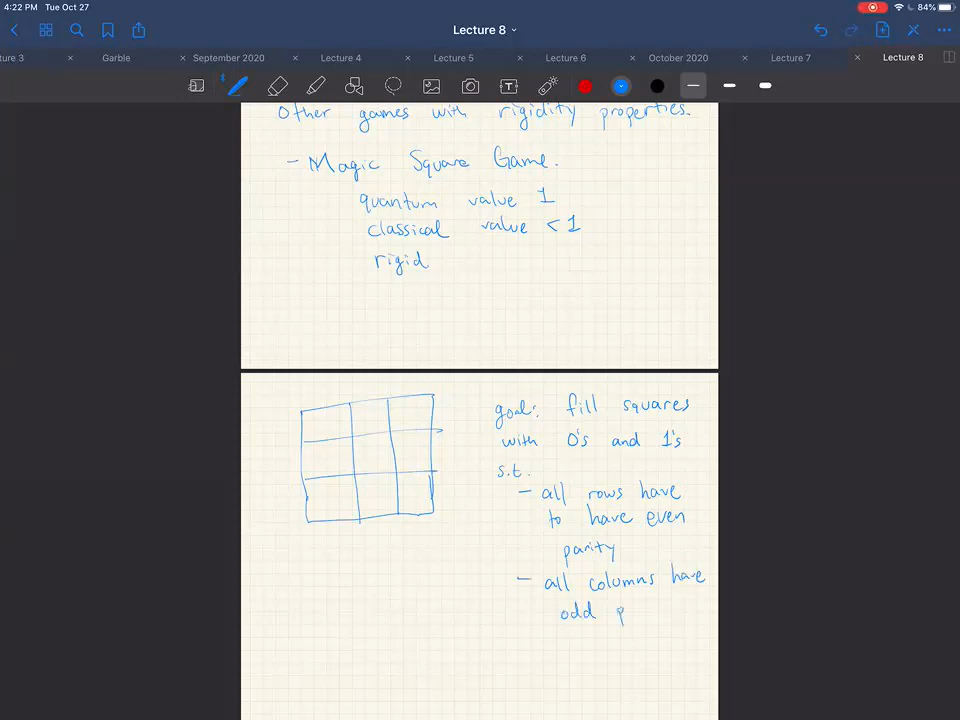 4:22 PM Tue Oct 27
84%
Lecture 8
ure 3
Garble
September 2020
Lecture 4
Lecture 5
Lecture 6
October 2020
Lecture 7
Lecture 8
Other games with rigidity properties.
- Magic Square Game.
quantum value 1
classical value < 1
rigid
goal: fill squares
with 0's and 1's
s.t.
- all rows have
to have even
parity
- all columns have
odd p